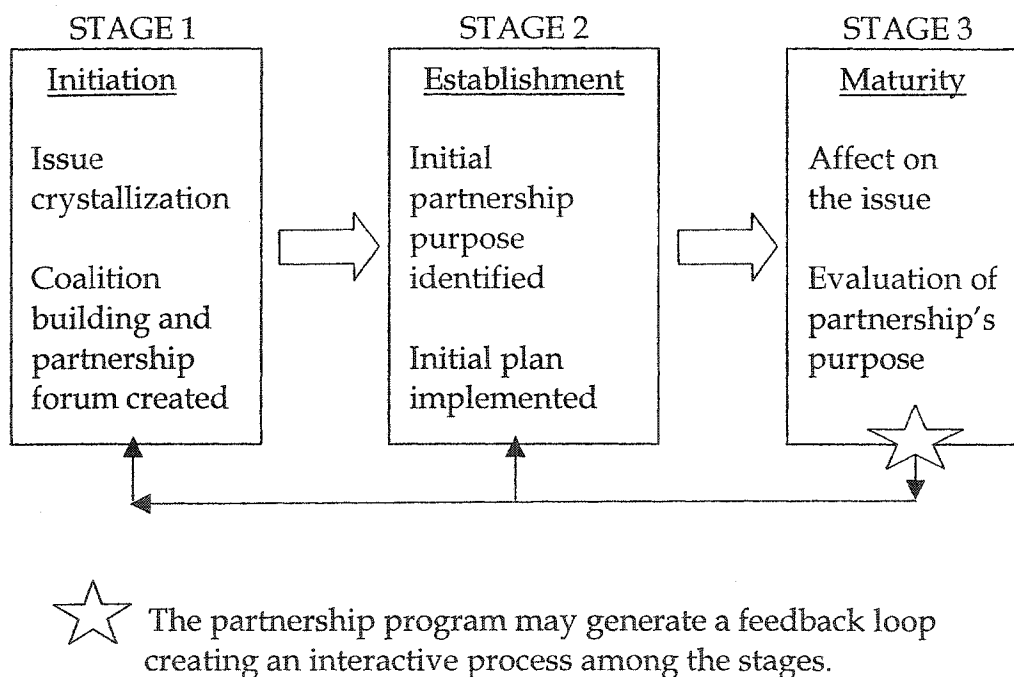 STAGE 1
Initiation
Issue
crystallization
Coalition
building and
partnership
forum created
STAGE 2
Establishment
Initial
partnership
purpose
identified
Initial plan
implemented
STAGE 3
Maturity
Affect on
the issue
Evaluation of
partnership's
purpose
The partnership program may generate a feedback loop
creating an interactive process among the stages.